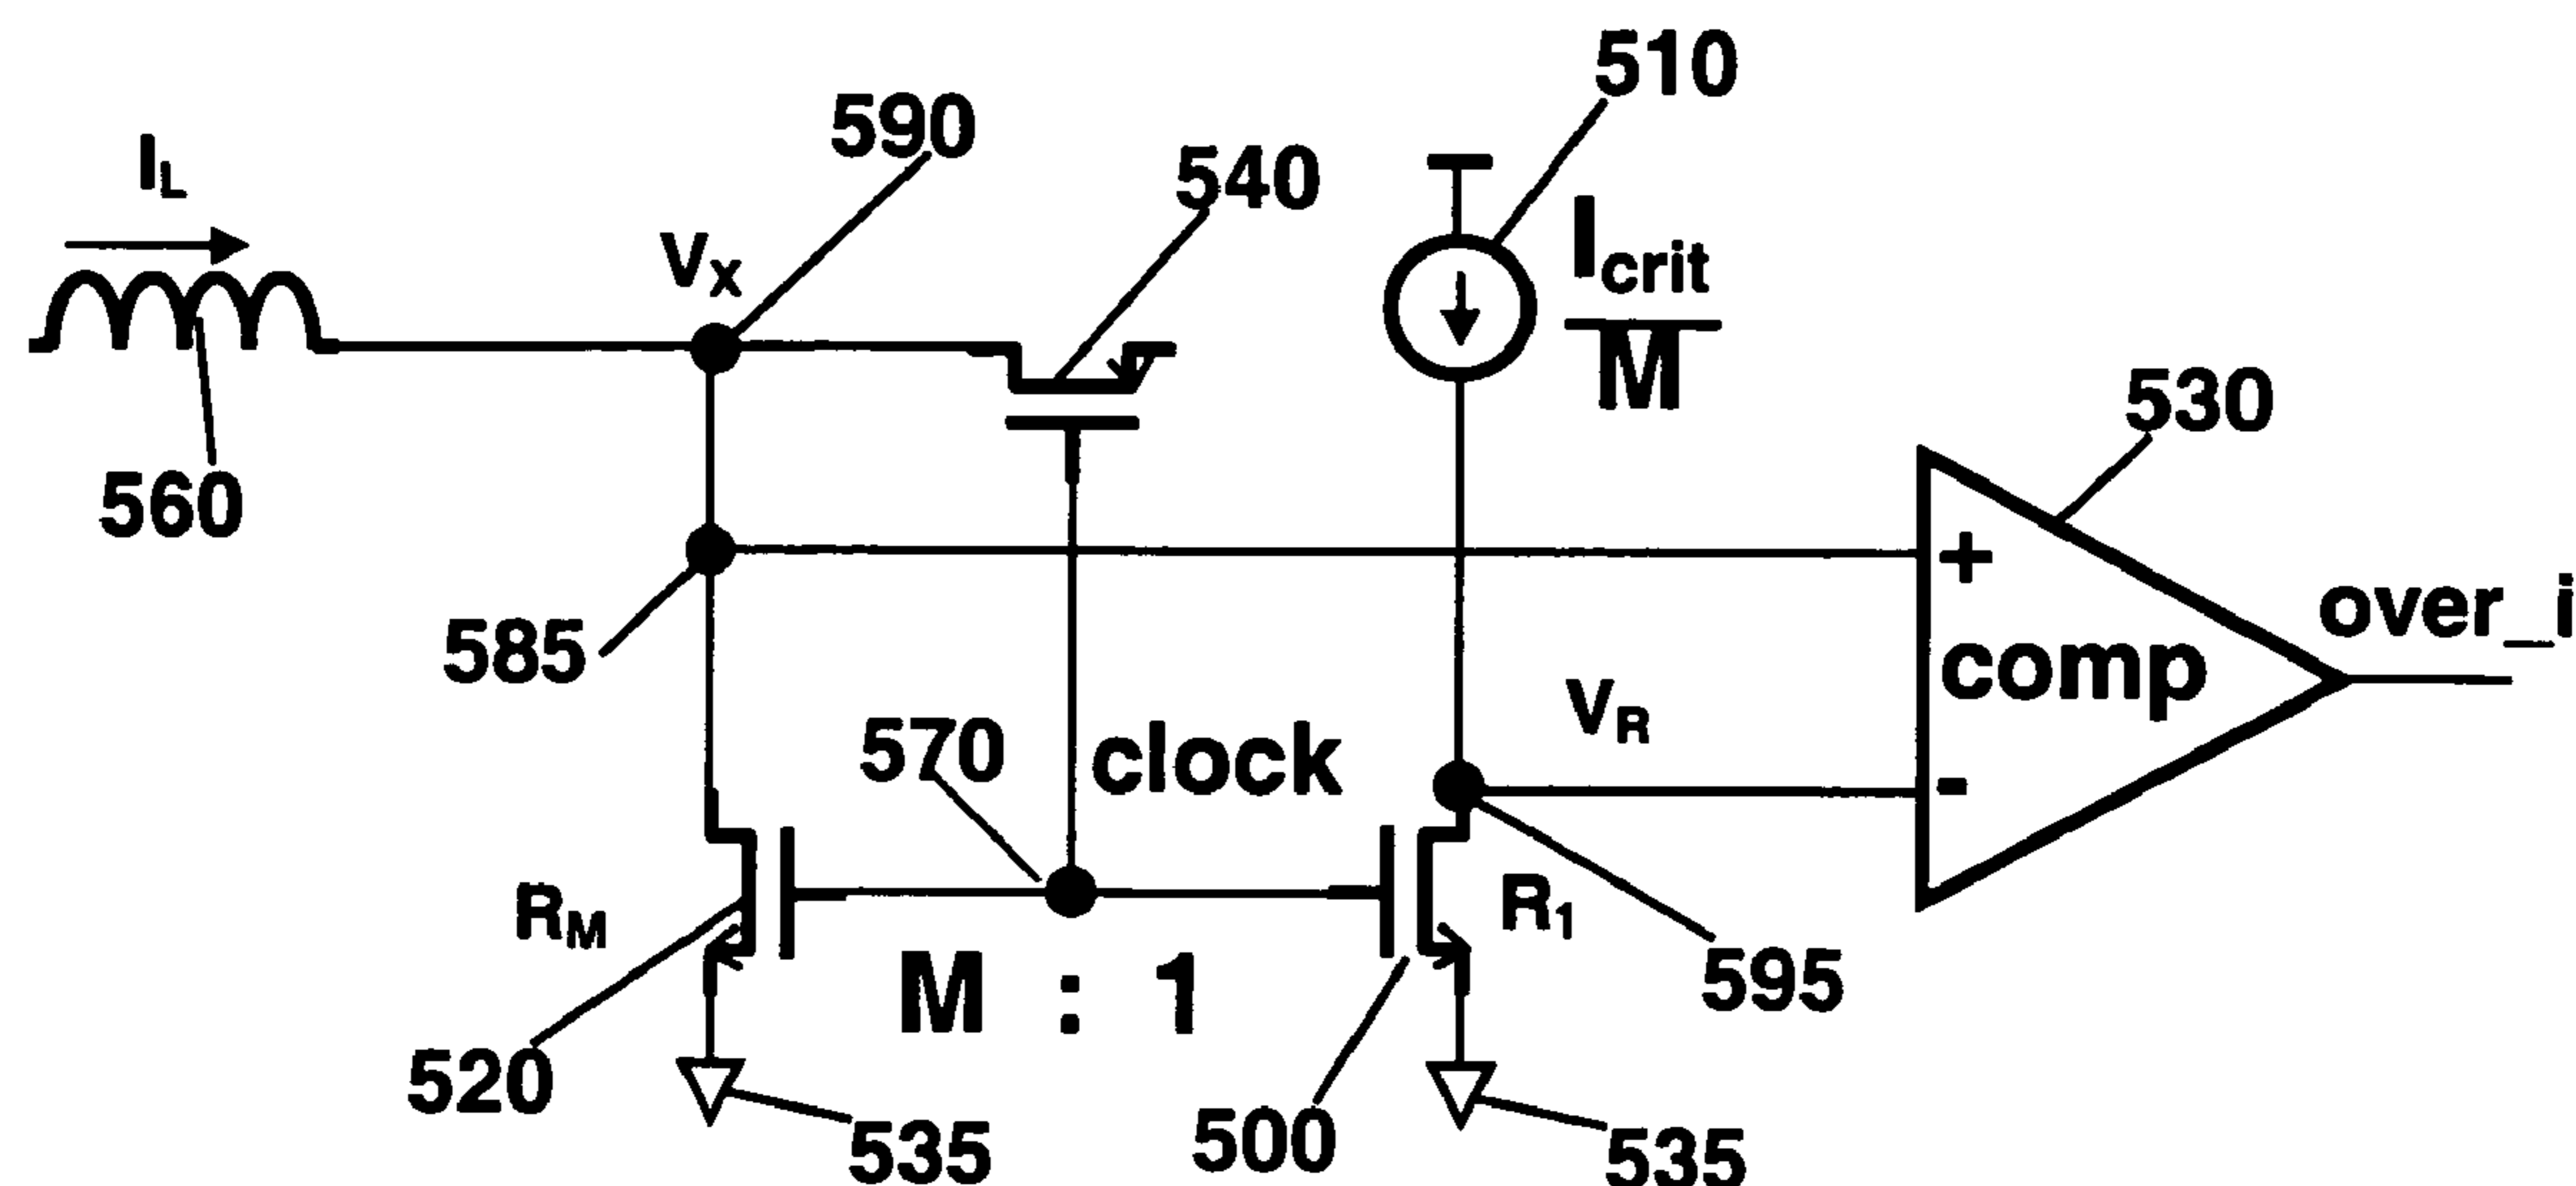 510
590
540
I_L
V_X
I_crit
M
530
560
+
over_i
comp
585
V_R
570
clock
-
R_M
R_1
M : 1
595
520
500
535
535